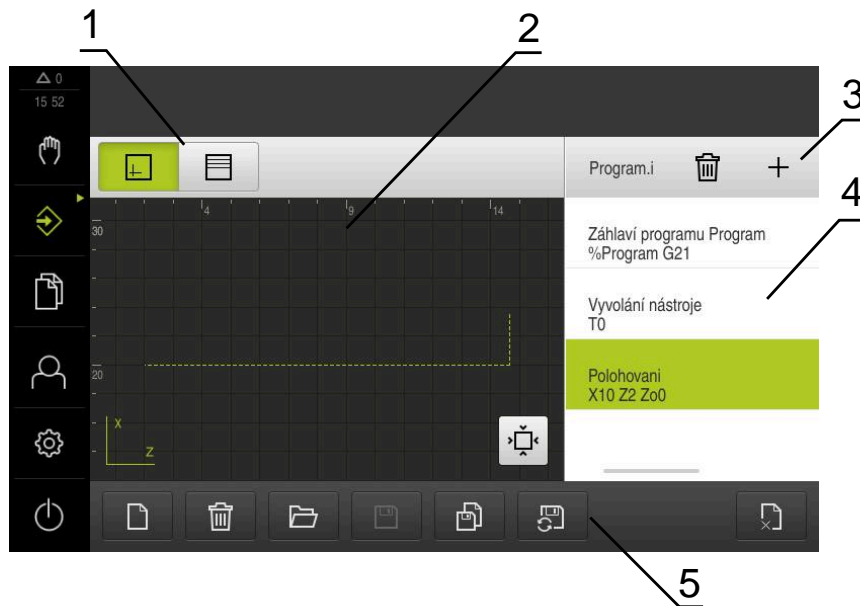 1
2
3
4
5
0
15 52
Program.i
4
9
14
30
20
X
Z
Záhlaví programu Program
%Program G21
Vyvolání nástroje
T0
Polohovani
X10 Z2 Zo0